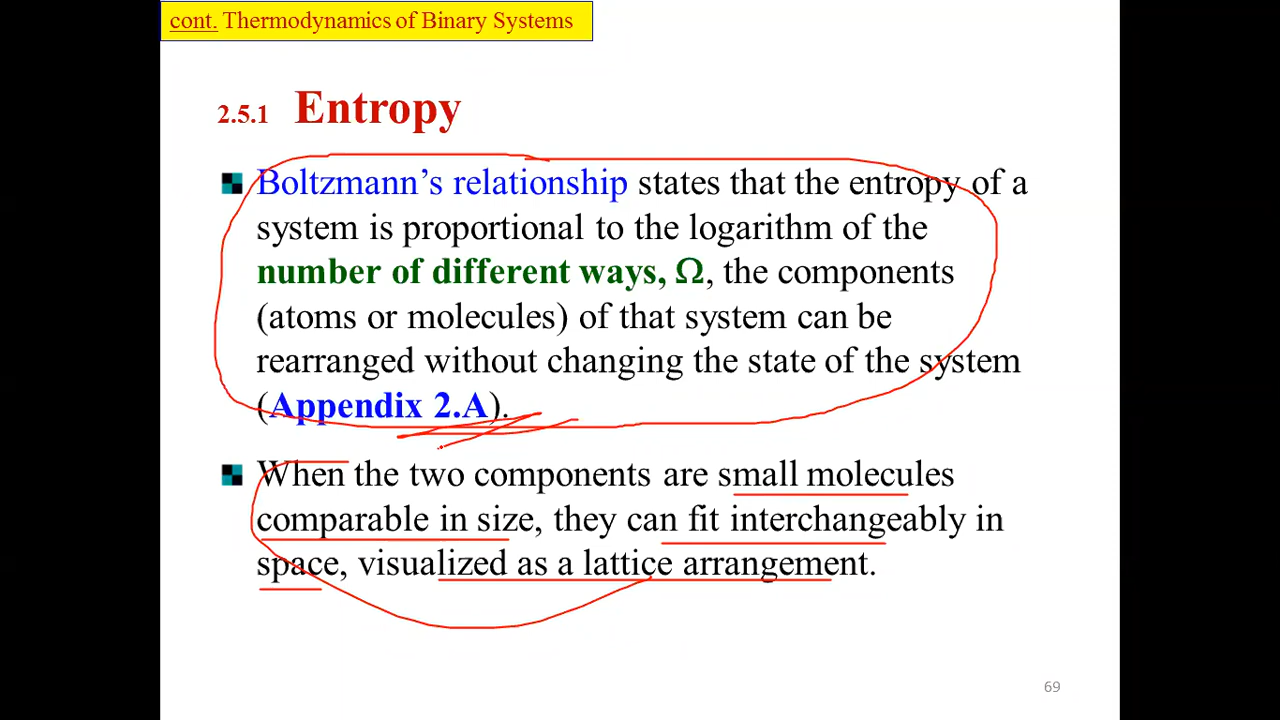 cont. Thermodynamics of Binary Systems
2.5.1 Entropy
Boltzmann’s relationship states that the entropy of a
system is proportional to the logarithm of the
number of different ways, Ω, the components
(atoms or molecules) of that system can be
rearranged without changing the state of the system
(Appendix 2.A).
When the two components are small molecules
comparable in size, they can fit interchangeably in
space, visualized as a lattice arrangement.
69